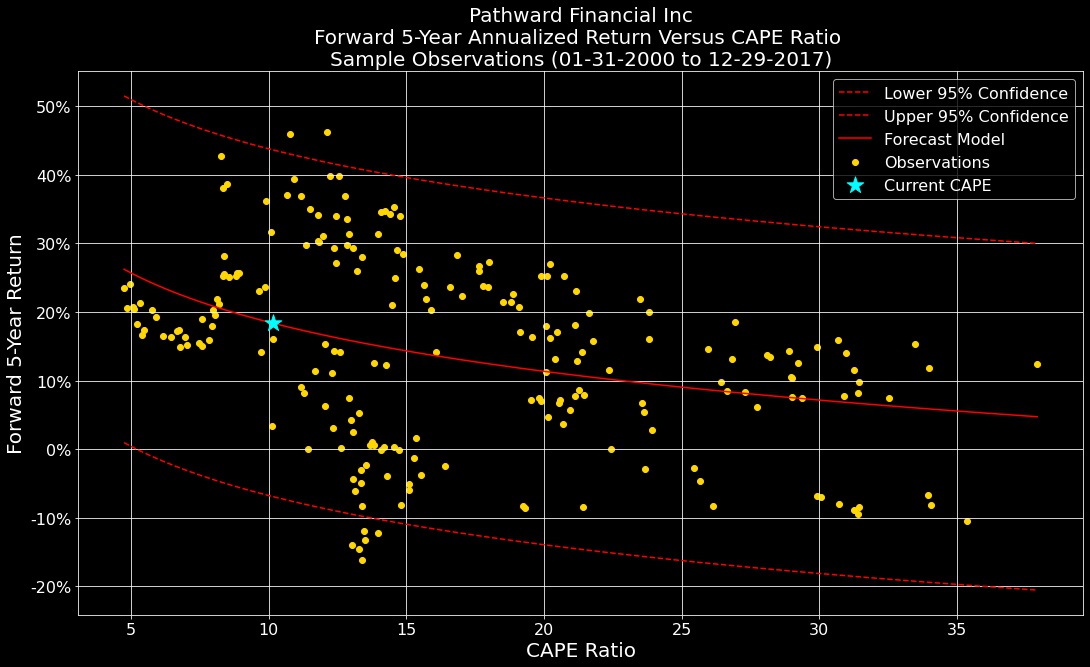 Pathward Financial Inc
Forward 5-Year Annualized Return Versus CAPE Ratio
Sample Observations (01-31-2000 to 12-29-2017)
Lower 95% Confidence
Upper 95% Confidence
Forecast Model
Observations
Current CAPE
Forward 5-Year Return
50%
40%
30%
20%
10%
0%
-10%
-20%
5 10 15 20 25 30 35
CAPE Ratio